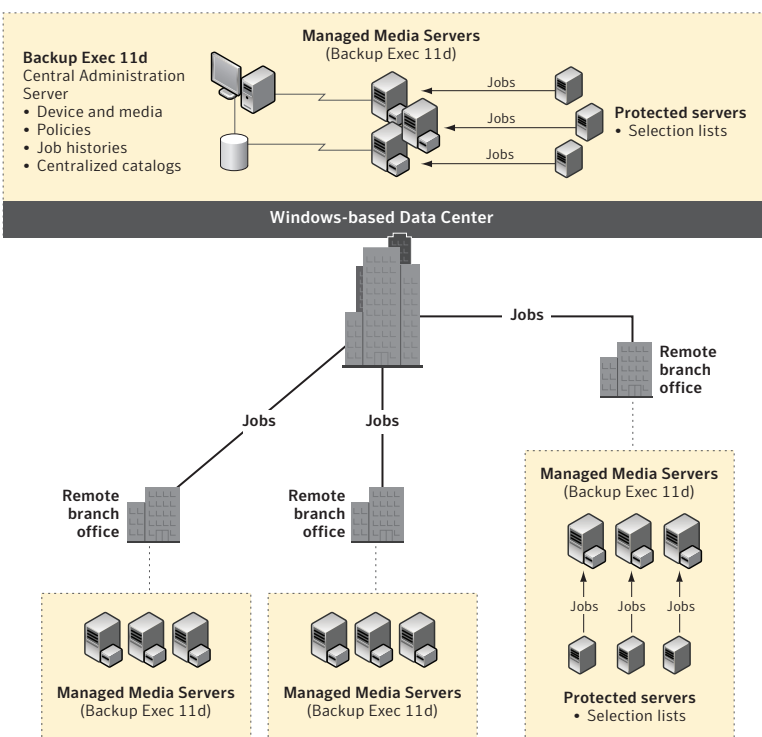 Backup Exec 11d
Central Administration
Server
• Device and media
• Policies
• Job histories
• Centralized catalogs
Managed Media Servers
(Backup Exec 11d)
Jobs
Jobs
Jobs
Protected servers
• Selection lists
Windows-based Data Center
Jobs
Remote
branch
office
Jobs
Jobs
Remote
branch
office
Remote
branch
office
Managed Media Servers
(Backup Exec 11d)
Jobs Jobs Jobs
Protected servers
• Selection lists
Managed Media Servers
(Backup Exec 11d)
Managed Media Servers
(Backup Exec 11d)